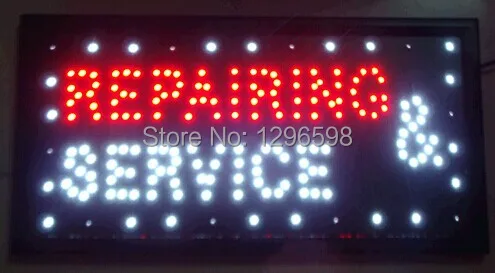 REPAIRING
&
Store No: 1296598
SERVICE